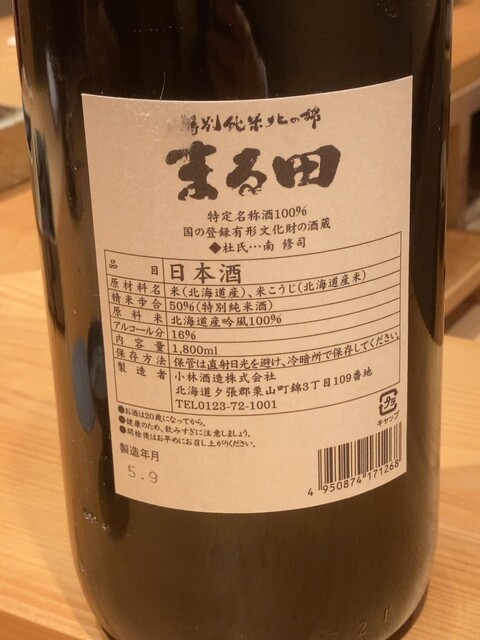 特別純米 北の錦
まる田
特定名称酒100%
国の登録有形文化財の酒蔵
◆杜氏…南 修司
品目 日本酒
原材料名 米(北海道産)、米こうじ(北海道産米)
精米歩合 50%(特別純米酒)
原料米 北海道産吟風100%
アルコール分 16%
内容量 1,800ml
保存方法 保管は直射日光を避け、冷暗所で保存してください。
製造者 小林酒造株式会社
北海道夕張郡栗山町錦3丁目109番地
TEL0123-72-1001
●お酒は20歳になってから。
●健康のため、飲みすぎに注意しましょう。
●開栓後はお早めにお召し上がりください。
製造年月
5.9
プラ
キャップ
4 950874 171268